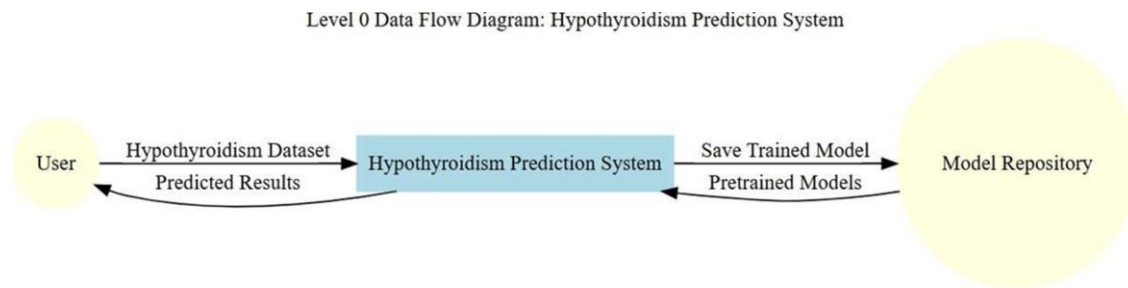 Level 0 Data Flow Diagram: Hypothyroidism Prediction System
User
Hypothyroidism Dataset
Predicted Results
Hypothyroidism Prediction System
Save Trained Model
Pretrained Models
Model Repository